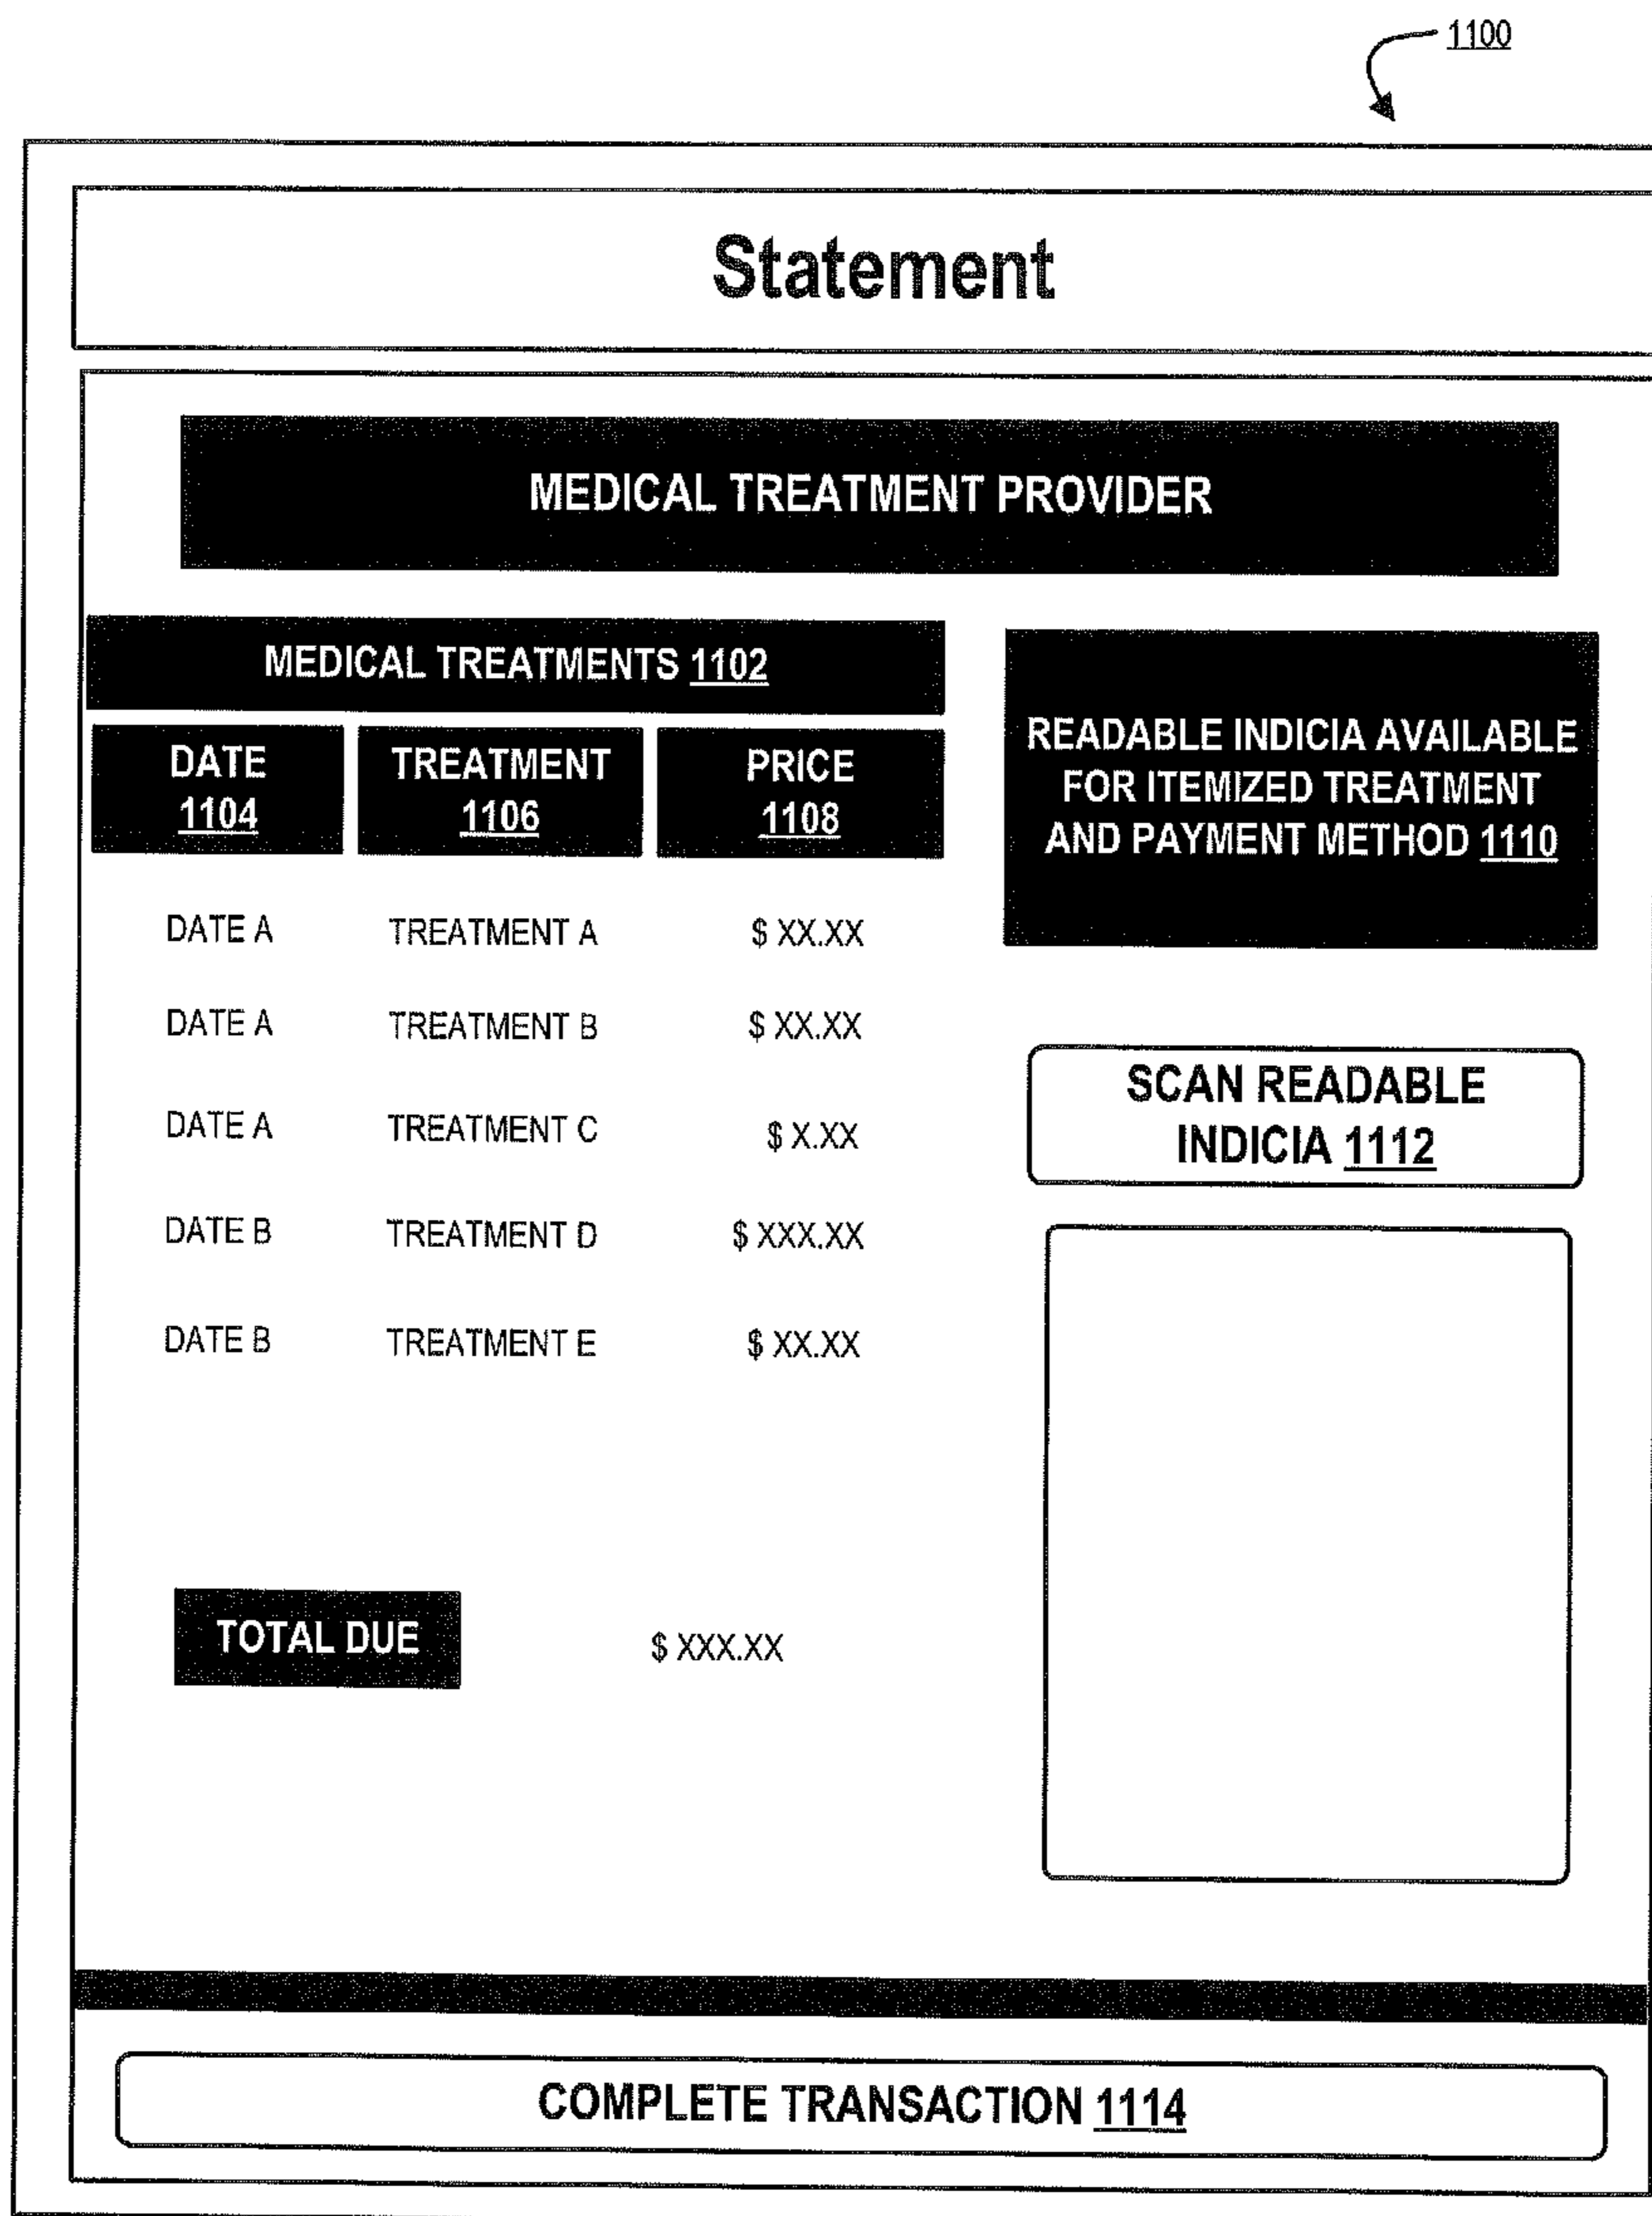 1100
Statement
MEDICAL TREATMENT PROVIDER
MEDICAL TREATMENTS 1102
DATE
1104
TREATMENT
1106
PRICE
1108
DATE A TREATMENT A $ XX.XX
DATE A TREATMENT B $ XX.XX
DATE A TREATMENT C $ X.XX
DATE B TREATMENT D $ XXX.XX
DATE B TREATMENT E $ XX.XX
TOTAL DUE $ XXX.XX
READABLE INDICIA AVAILABLE
FOR ITEMIZED TREATMENT
AND PAYMENT METHOD 1110
SCAN READABLE
INDICIA 1112
COMPLETE TRANSACTION 1114